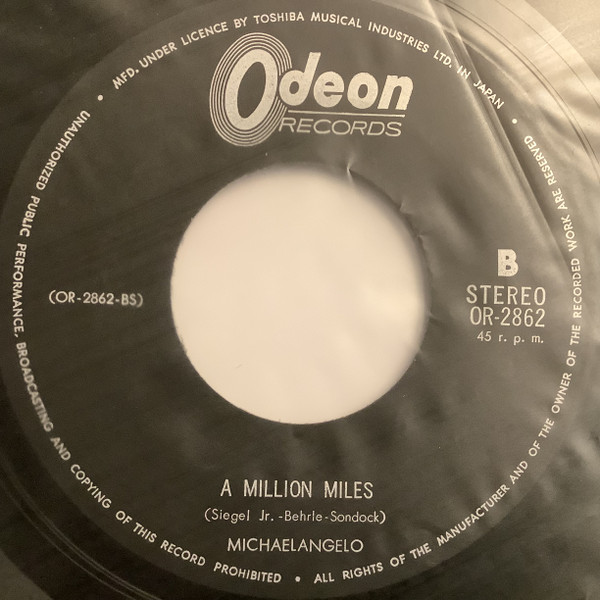 MFD. UNDER LICENCE BY TOSHIBA MUSICAL INDUSTRIES LTD. IN JAPAN •
Odeon
RECORDS
B
STEREO
OR-2862
45 r. p. m.
(OR-2862-BS)
A MILLION MILES
(Siegel Jr. -Behrle-Sondock)
MICHAELANGELO
UNAUTHORIZED PUBLIC PERFORMANCE, BROADCASTING AND COPYING OF THIS RECORD PROHIBITED • ALL RIGHTS OF THE MANUFACTURER AND OF THE OWNER OF THE RECORDED WORK ARE RESERVED •